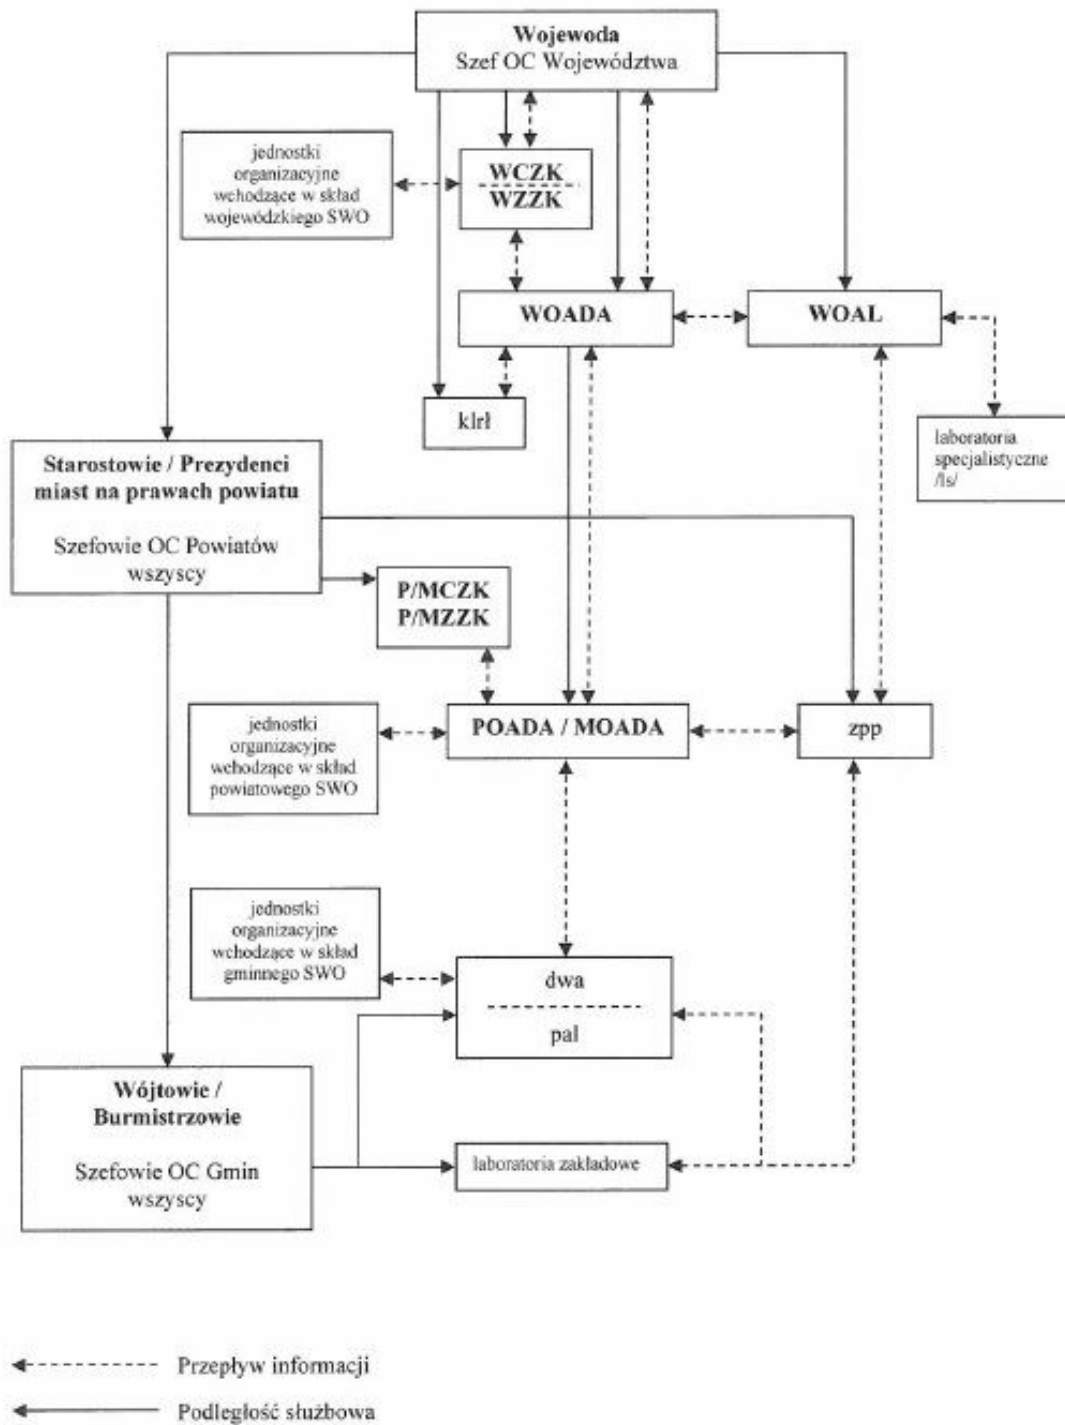 Wojewoda
Szef OC Województwa
jednostki
organizacyjne
wchodzące w skład
wojewódzkiego SWO
WCZK
WZZK
WOADA
WOAL
klrł
laboratoria
specjalistyczne
/ls/
Starostowie / Prezydenci
miast na prawach powiatu
Szefowie OC Powiatów
wszyscy
P/MCZK
P/MZZK
jednostki
organizacyjne
wchodzące w skład
powiatowego SWO
POADA / MOADA
zpp
jednostki
organizacyjne
wchodzące w skład
gminnego SWO
dwa
pal
Wójtowie /
Burmistrzowie
Szefowie OC Gmin
wszyscy
laboratoria zakładowe
Przepływ informacji
Podległość służbowa